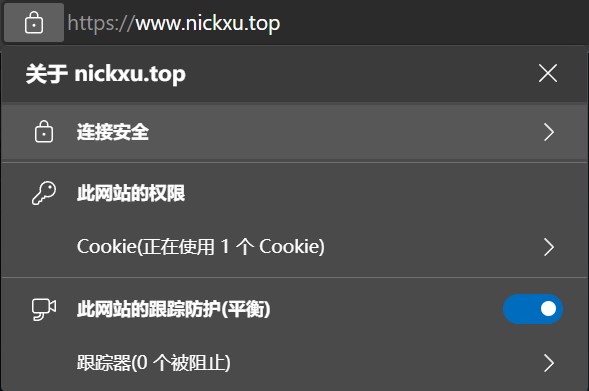 https://www.nickxu.top
关于 nickxu.top
连接安全
此网站的权限
Cookie(正在使用 1 个 Cookie)
此网站的跟踪防护(平衡)
跟踪器(0 个被阻止)